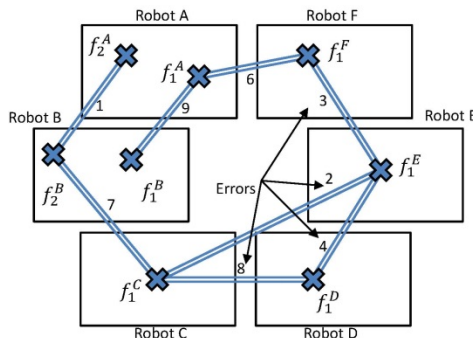 Robot A
Robot F
f₂ᴬ
f₁ᴬ
f₁ꟳ
6
1
9
3
Robot B
Robot E
f₂ᴮ
f₁ᴮ
f₁ᴱ
Errors
2
7
4
8
f₁ᶜ
f₁ᴰ
Robot C
Robot D